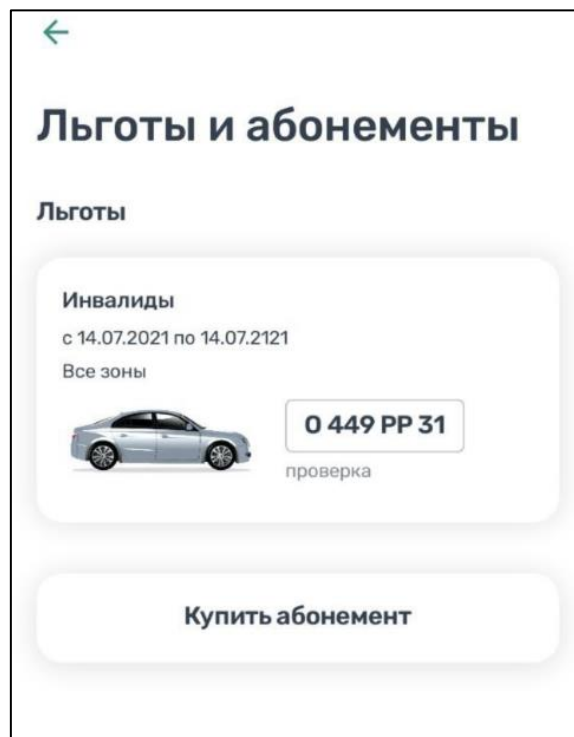 Льготы и абонементы
Льготы
Инвалиды
с 14.07.2021 по 14.07.2121
Все зоны
О 449 РР 31
проверка
Купить абонемент